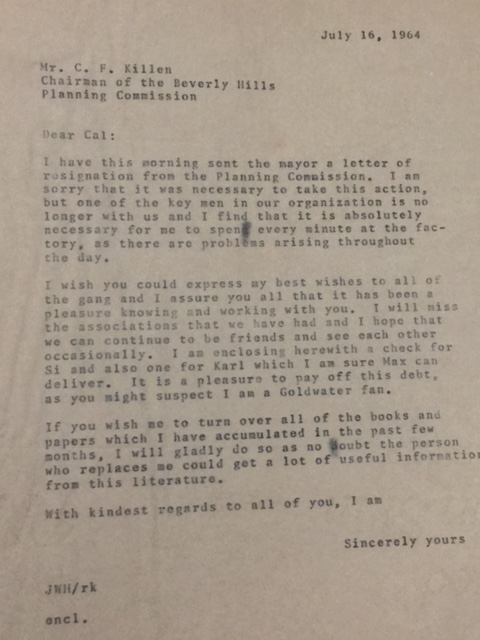 July 16, 1964
Mr. C. F. Killen
Chairman of the Beverly Hills
Planning Commission
Dear Cal:
I have this morning sent the mayor a letter of
resignation from the Planning Commission. I am
sorry that it was necessary to take this action,
but one of the key men in our organization is no
longer with us and I find that it is absolutely
necessary for me to spend every minute at the fac-
tory, as there are problems arising throughout
the day.
I wish you could express my best wishes to all of
the gang and I assure you all that it has been a
pleasure knowing and working with you. I will miss
the associations that we have had and I hope that
we can continue to be friends and see each other
occasionally. I am enclosing herewith a check for
Si and also one for Karl which I am sure Max can
deliver. It is a pleasure to pay off this debt,
as you might suspect I am a Goldwater fan.
If you wish me to turn over all of the books and
papers which I have accumulated in the past few
months, I will gladly do so as no doubt the person
who replaces me could get a lot of useful information
from this literature.
With kindest regards to all of you, I am
Sincerely yours
JWH/rk
encl.